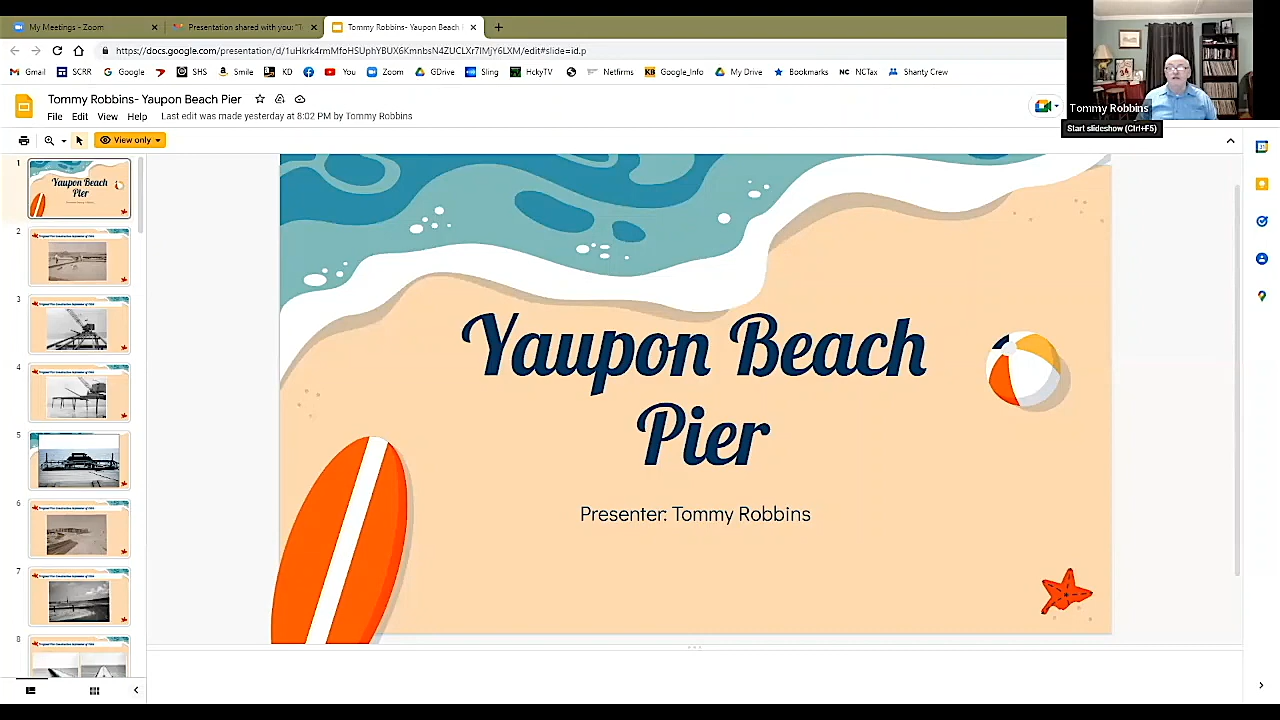 My Meetings - Zoom
Presentation shared with you: "T
Tommy Robbins- Yaupon Beach
https://docs.google.com/presentation/d/1uHkrk4rmMfoHSUphYBUX6KmnbsN4ZUCLXr7IMjY6LXM/edit#slide=id.p
Gmail
SCRR
Google
SHS
Smile
KD
You
Zoom
GDrive
Sling
HckyTV
Netfirms
Google_Info
My Drive
Bookmarks
NC NCTax
Shanty Crew
Tommy Robbins- Yaupon Beach Pier
File Edit View Help
Last edit was made yesterday at 8:02 PM by Tommy Robbins
Tommy Robbins
Start slideshow (Ctrl+F5)
View only
1
Yaupon Beach
Pier
2
3
4
5
6
7
8
Yaupon Beach
Pier
Presenter: Tommy Robbins